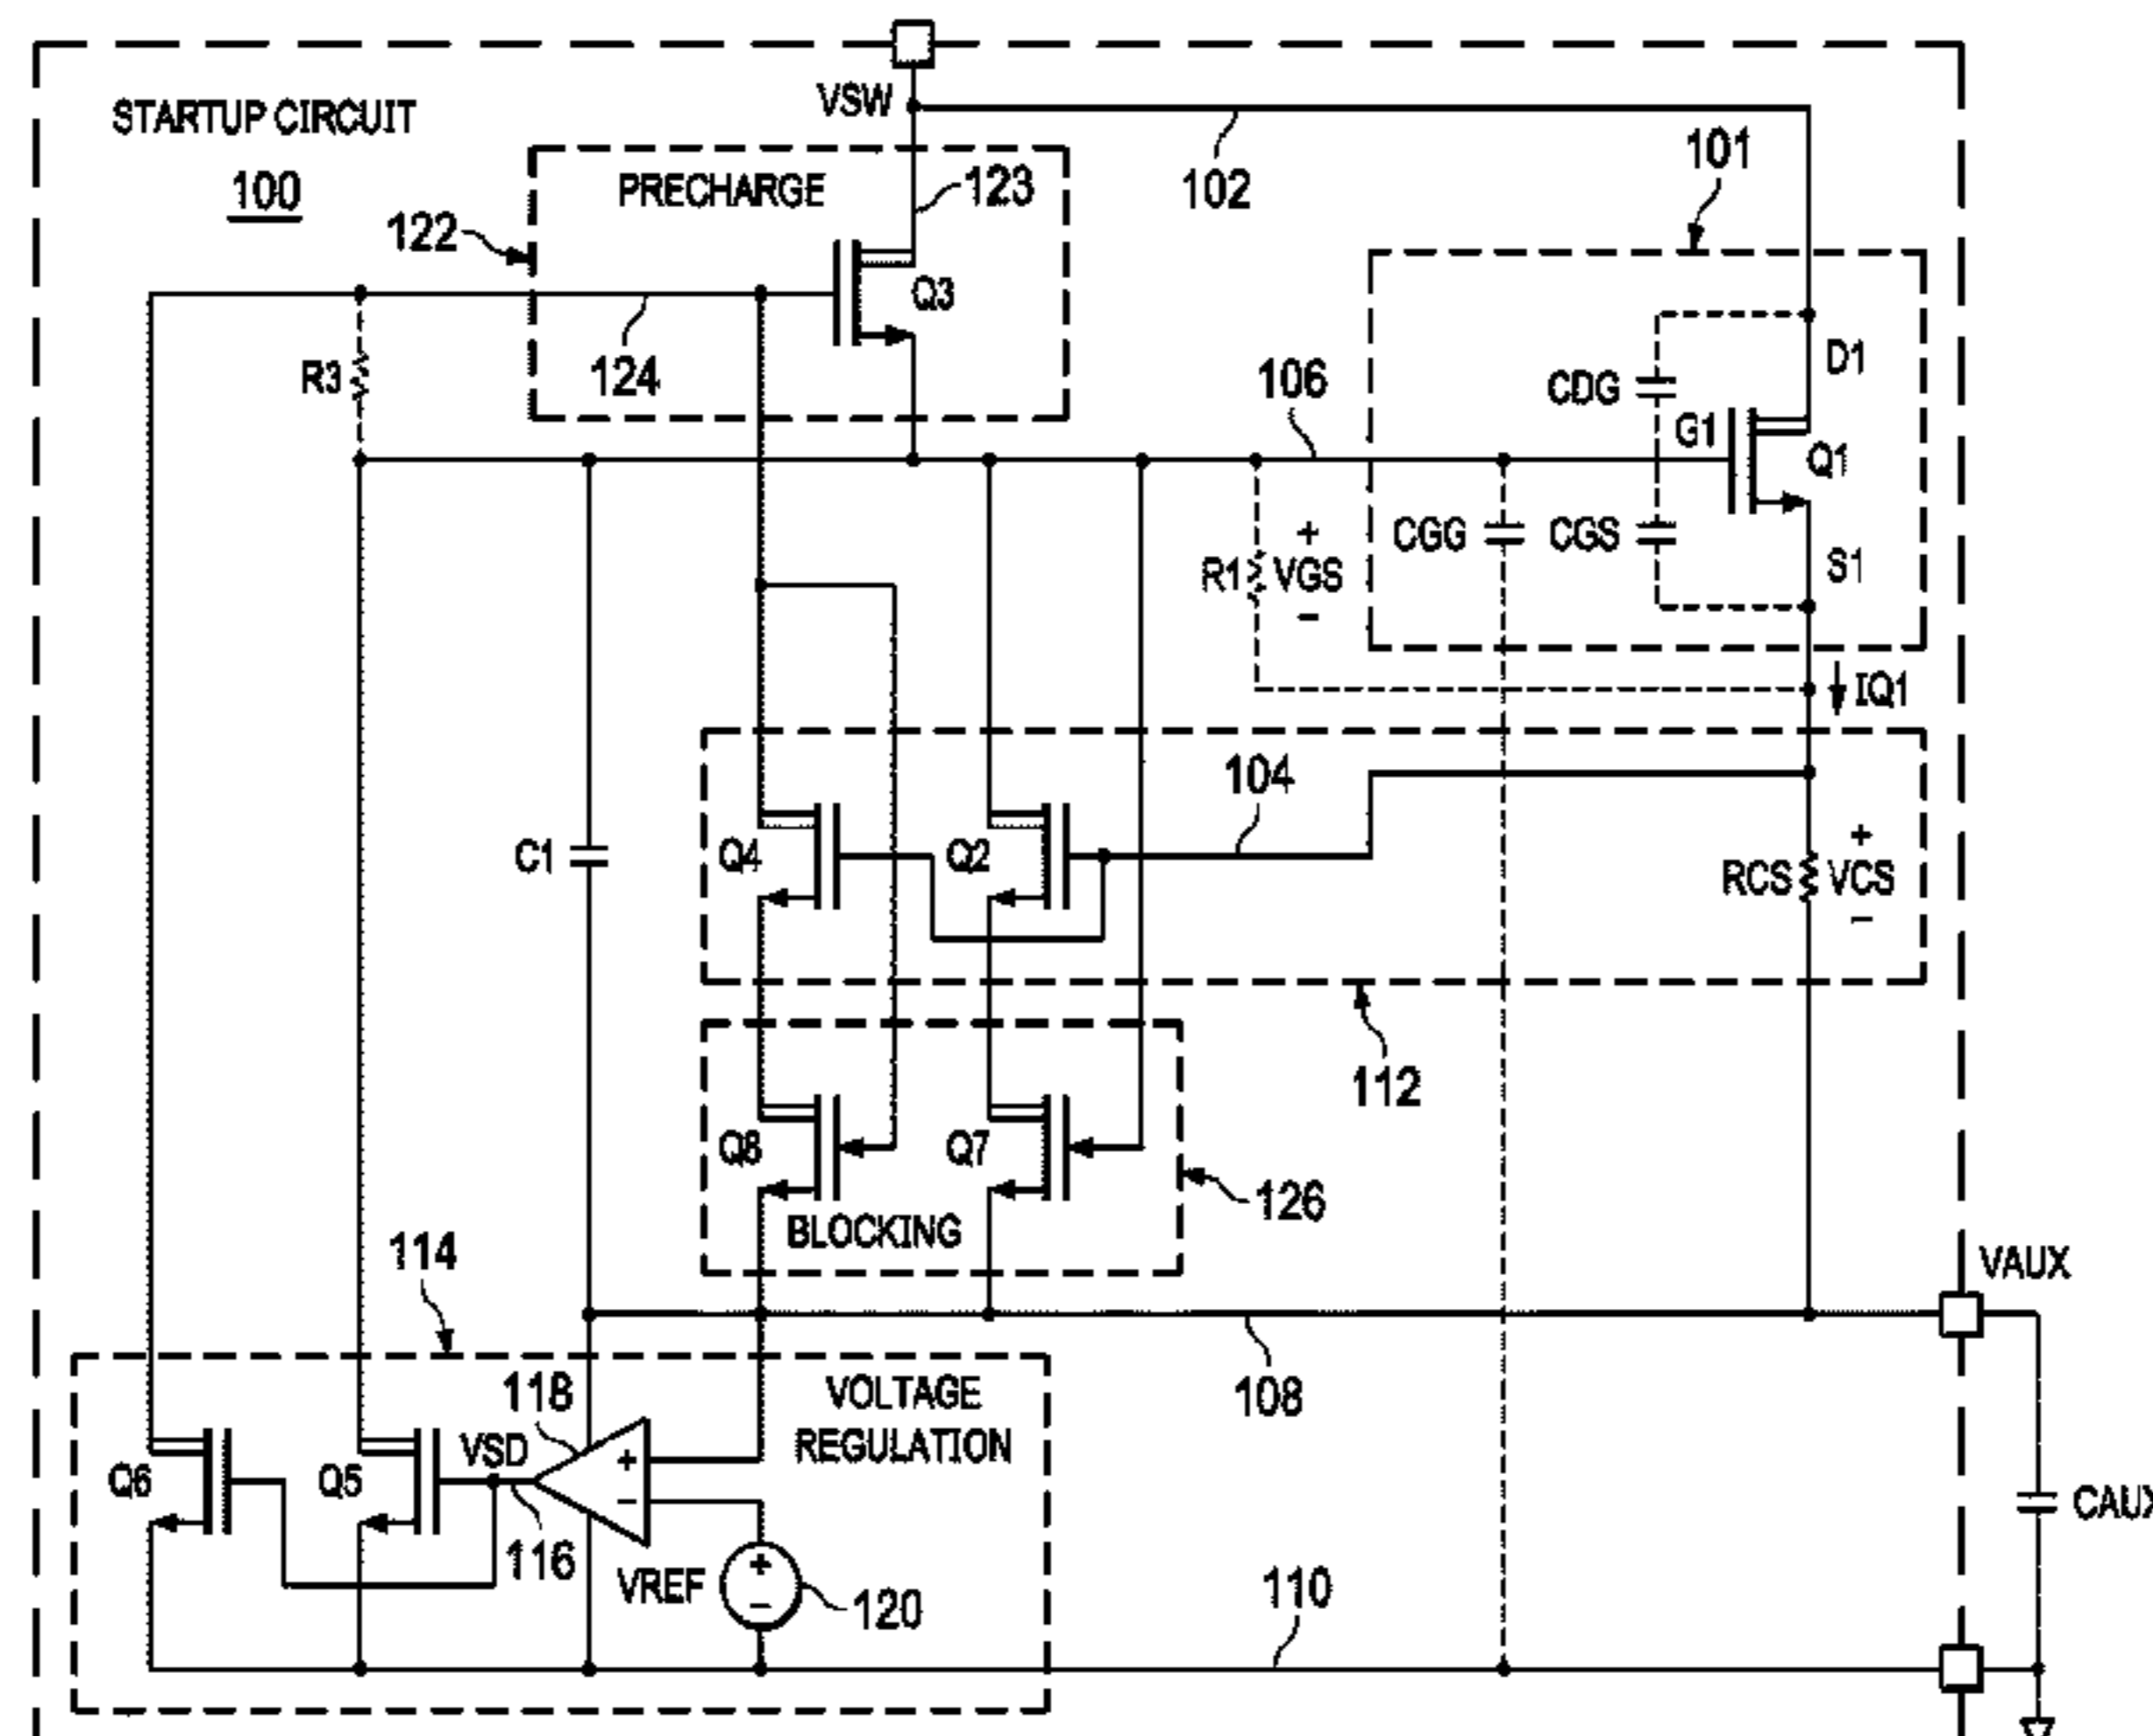 VSW
STARTUP CIRCUIT
100
PRECHARGE
123
102
101
122
Q3
R3
124
106
CDG
D1
G1
Q1
CGG
CGS
S1
R1
+
VGS
−
IQ1
104
C1
Q4
Q2
RCS
+
VCS
−
112
Q8
Q7
126
BLOCKING
114
VAUX
118
VOLTAGE
REGULATION
108
VSD
+
−
Q6
Q5
116
VREF
+
−
120
110
CAUX